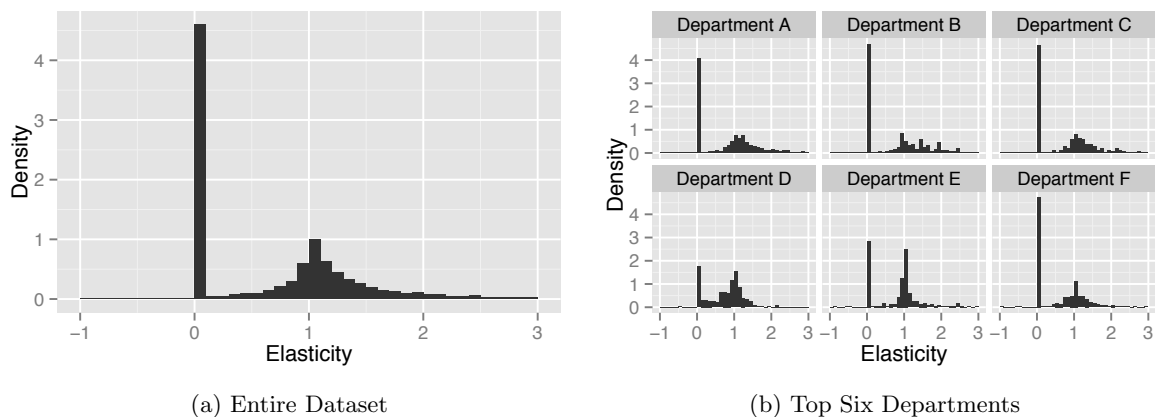 4
3
2
1
0
Density
−1
0
1
2
3
Elasticity
(a) Entire Dataset
Department A
Department B
Department C
4
3
2
1
0
Department D
Department E
Department F
4
3
2
1
0
Density
−1 0 1 2 3 −1 0 1 2 3 −1 0 1 2 3
Elasticity
(b) Top Six Departments